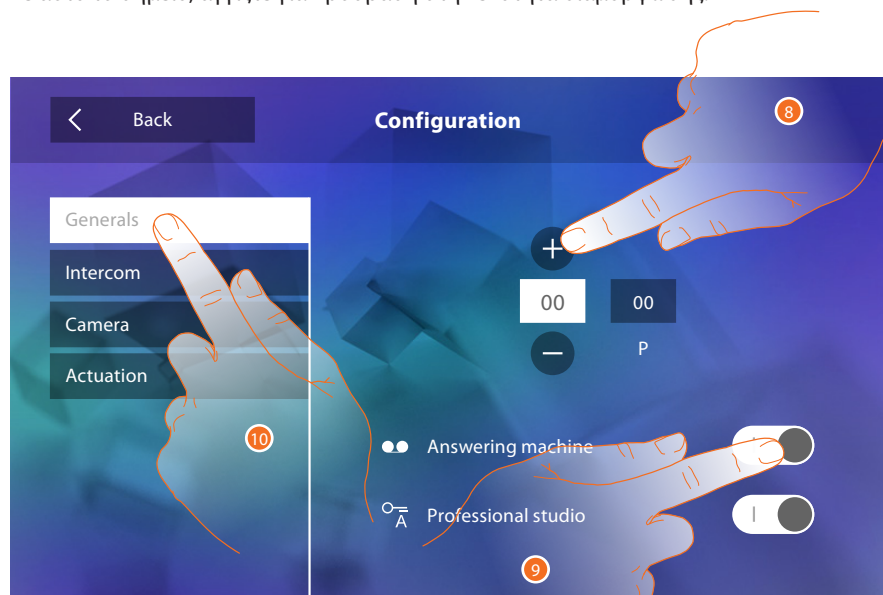 Back
Configuration
8
Generals
Intercom
Camera
Actuation
+
00 00
−
P
Answering machine
Professional studio
A
9
10